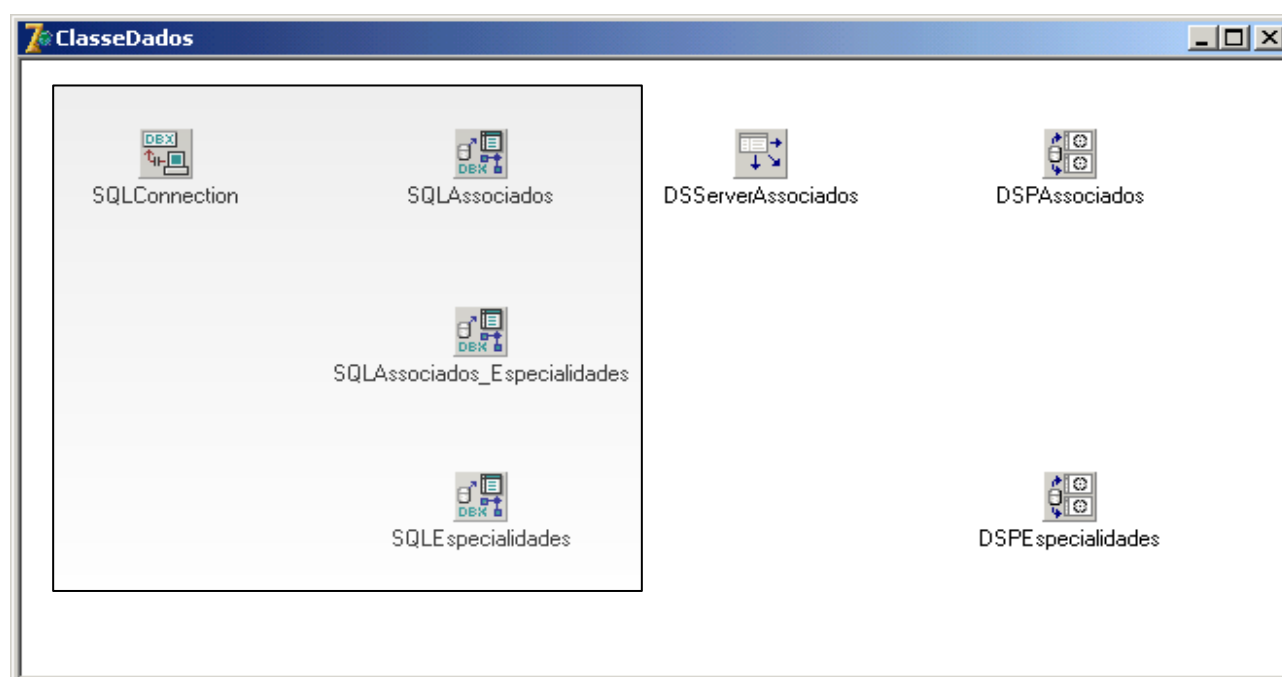 ClasseDados
DBX
DBX
SQLConnection
SQLAssociados
DSServerAssociados
DSPAssociados
DBX
SQLAssociados_Especialidades
DBX
SQLEspecialidades
DSPEspecialidades